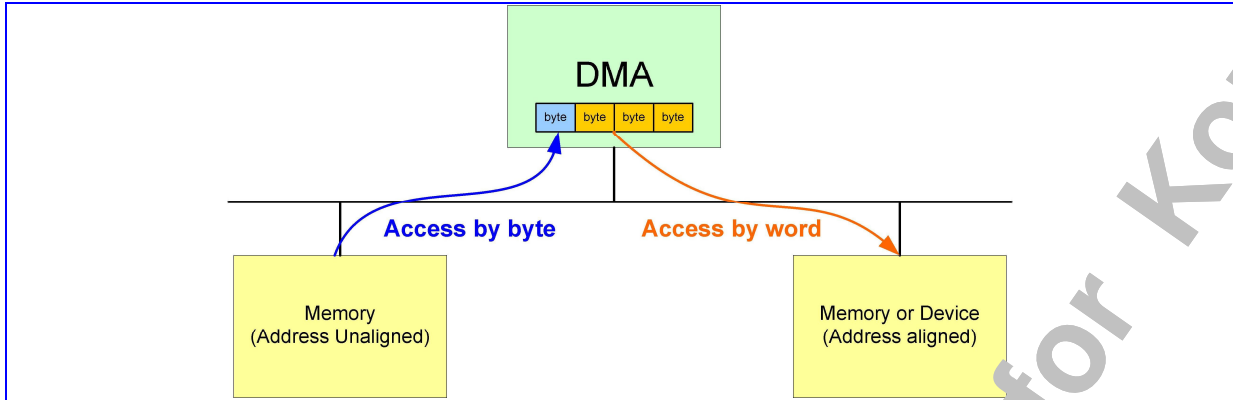 DMA
byte byte byte byte
Access by byte
Access by word
Memory
(Address Unaligned)
Memory or Device
(Address aligned)
for